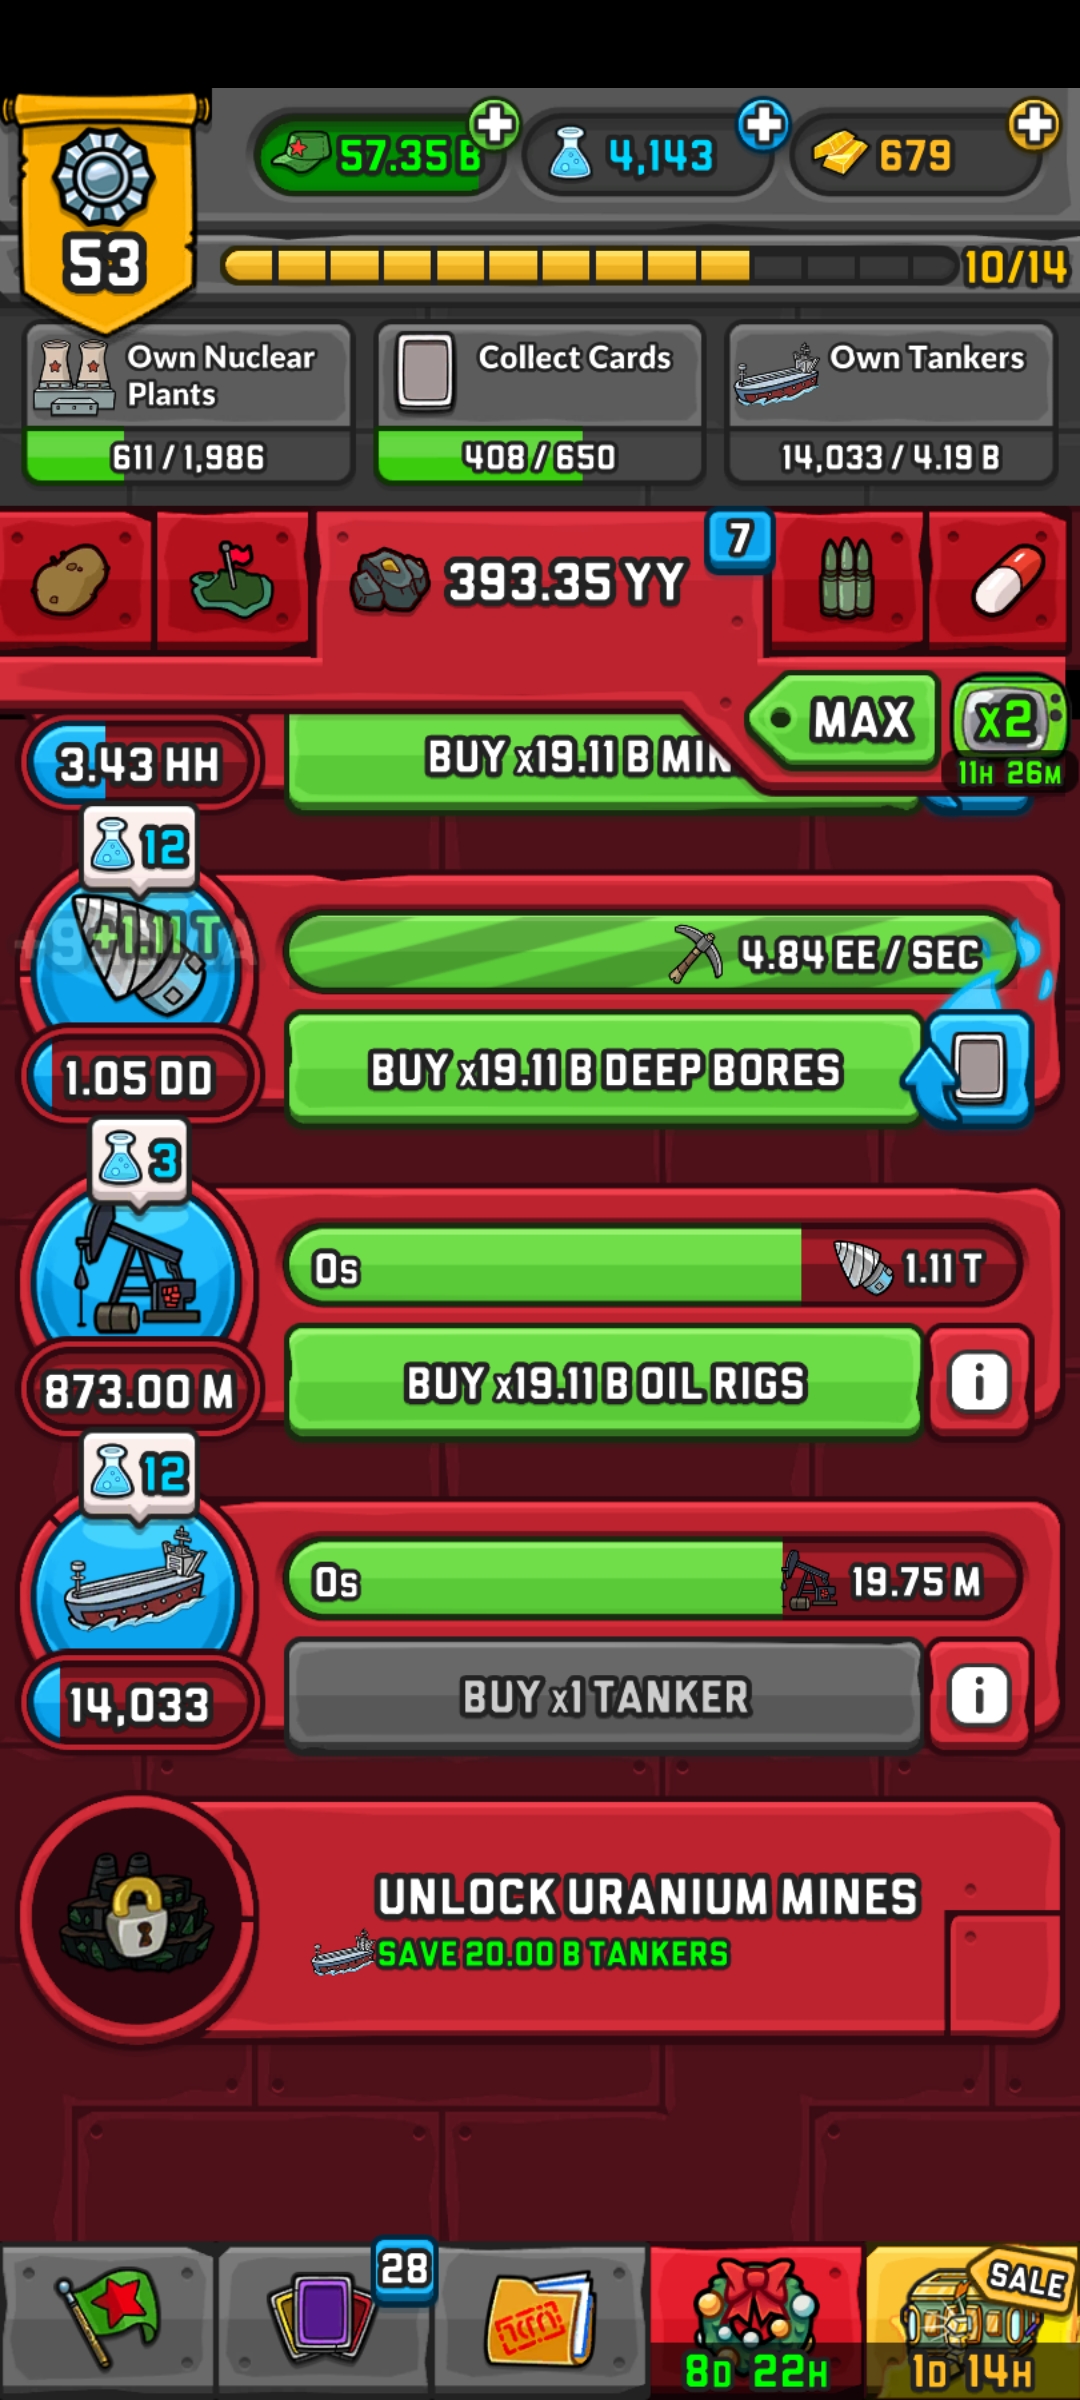 57.35 B
4,143
679
53
10/14
Own Nuclear
Plants
611 / 1,986
Collect Cards
408 / 650
Own Tankers
14,033 / 4.19 B
393.35 YY
7
MAX
x2
11H 26M
3.43 HH
BUY x19.11 B
12
+1.11 T
4.84 EE / SEC
1.05 DD
BUY x19.11 B DEEP BORES
3
0s
1.11 T
873.00 M
BUY x19.11 B OIL RIGS
i
12
0s
19.75 M
14,033
BUY x1 TANKER
i
UNLOCK URANIUM MINES
SAVE 20.00 B TANKERS
28
SALE
8D 22H
1D 14H